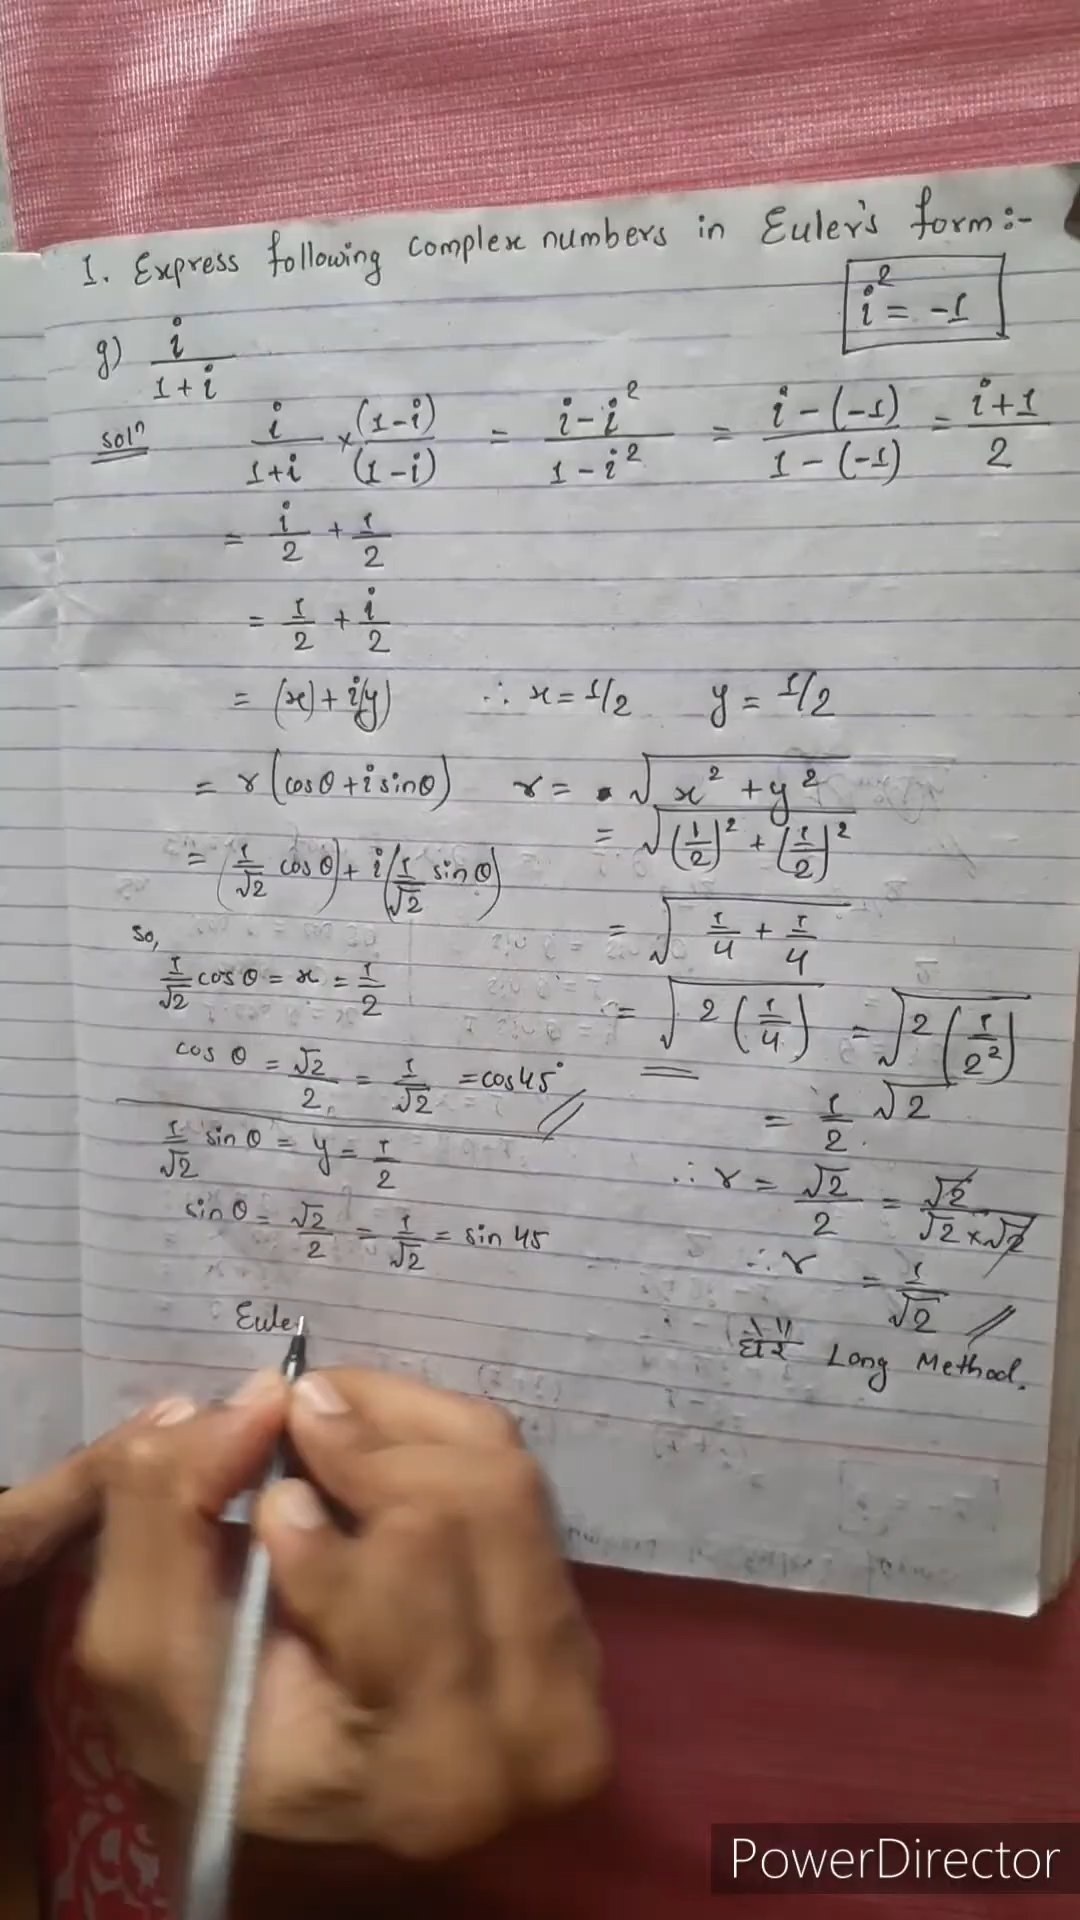 1. Express following complex numbers in Euler's form:-
i² = -1
g) i/(1+i)
solⁿ i/(1+i) × (1-i)/(1-i) = (i-i²)/(1-i²) = (i-(-1))/(1-(-1)) = (i+1)/2
= i/2 + 1/2
= 1/2 + i/2
= (x)+i(y) ∴ x=1/2 y=1/2
= r(cosθ+i sinθ) r = √(x²+y²)
= √((1/2)²+(1/2)²)
= (1/√2 cosθ)+i(1/√2 sinθ)
= √(1/4+1/4)
so,
1/√2 cosθ = x = 1/2
= √(2(1/4)) = √(2(1/2²))
cosθ = √2/2 = 1/√2 = cos45°
= 1/2 √2
1/√2 sinθ = y = 1/2
∴ r = √2/2 = √2/(√2×√2)
sinθ = √2/2 = 1/√2 = sin 45
∴ r = 1/√2
Eule
Long Method.
PowerDirector